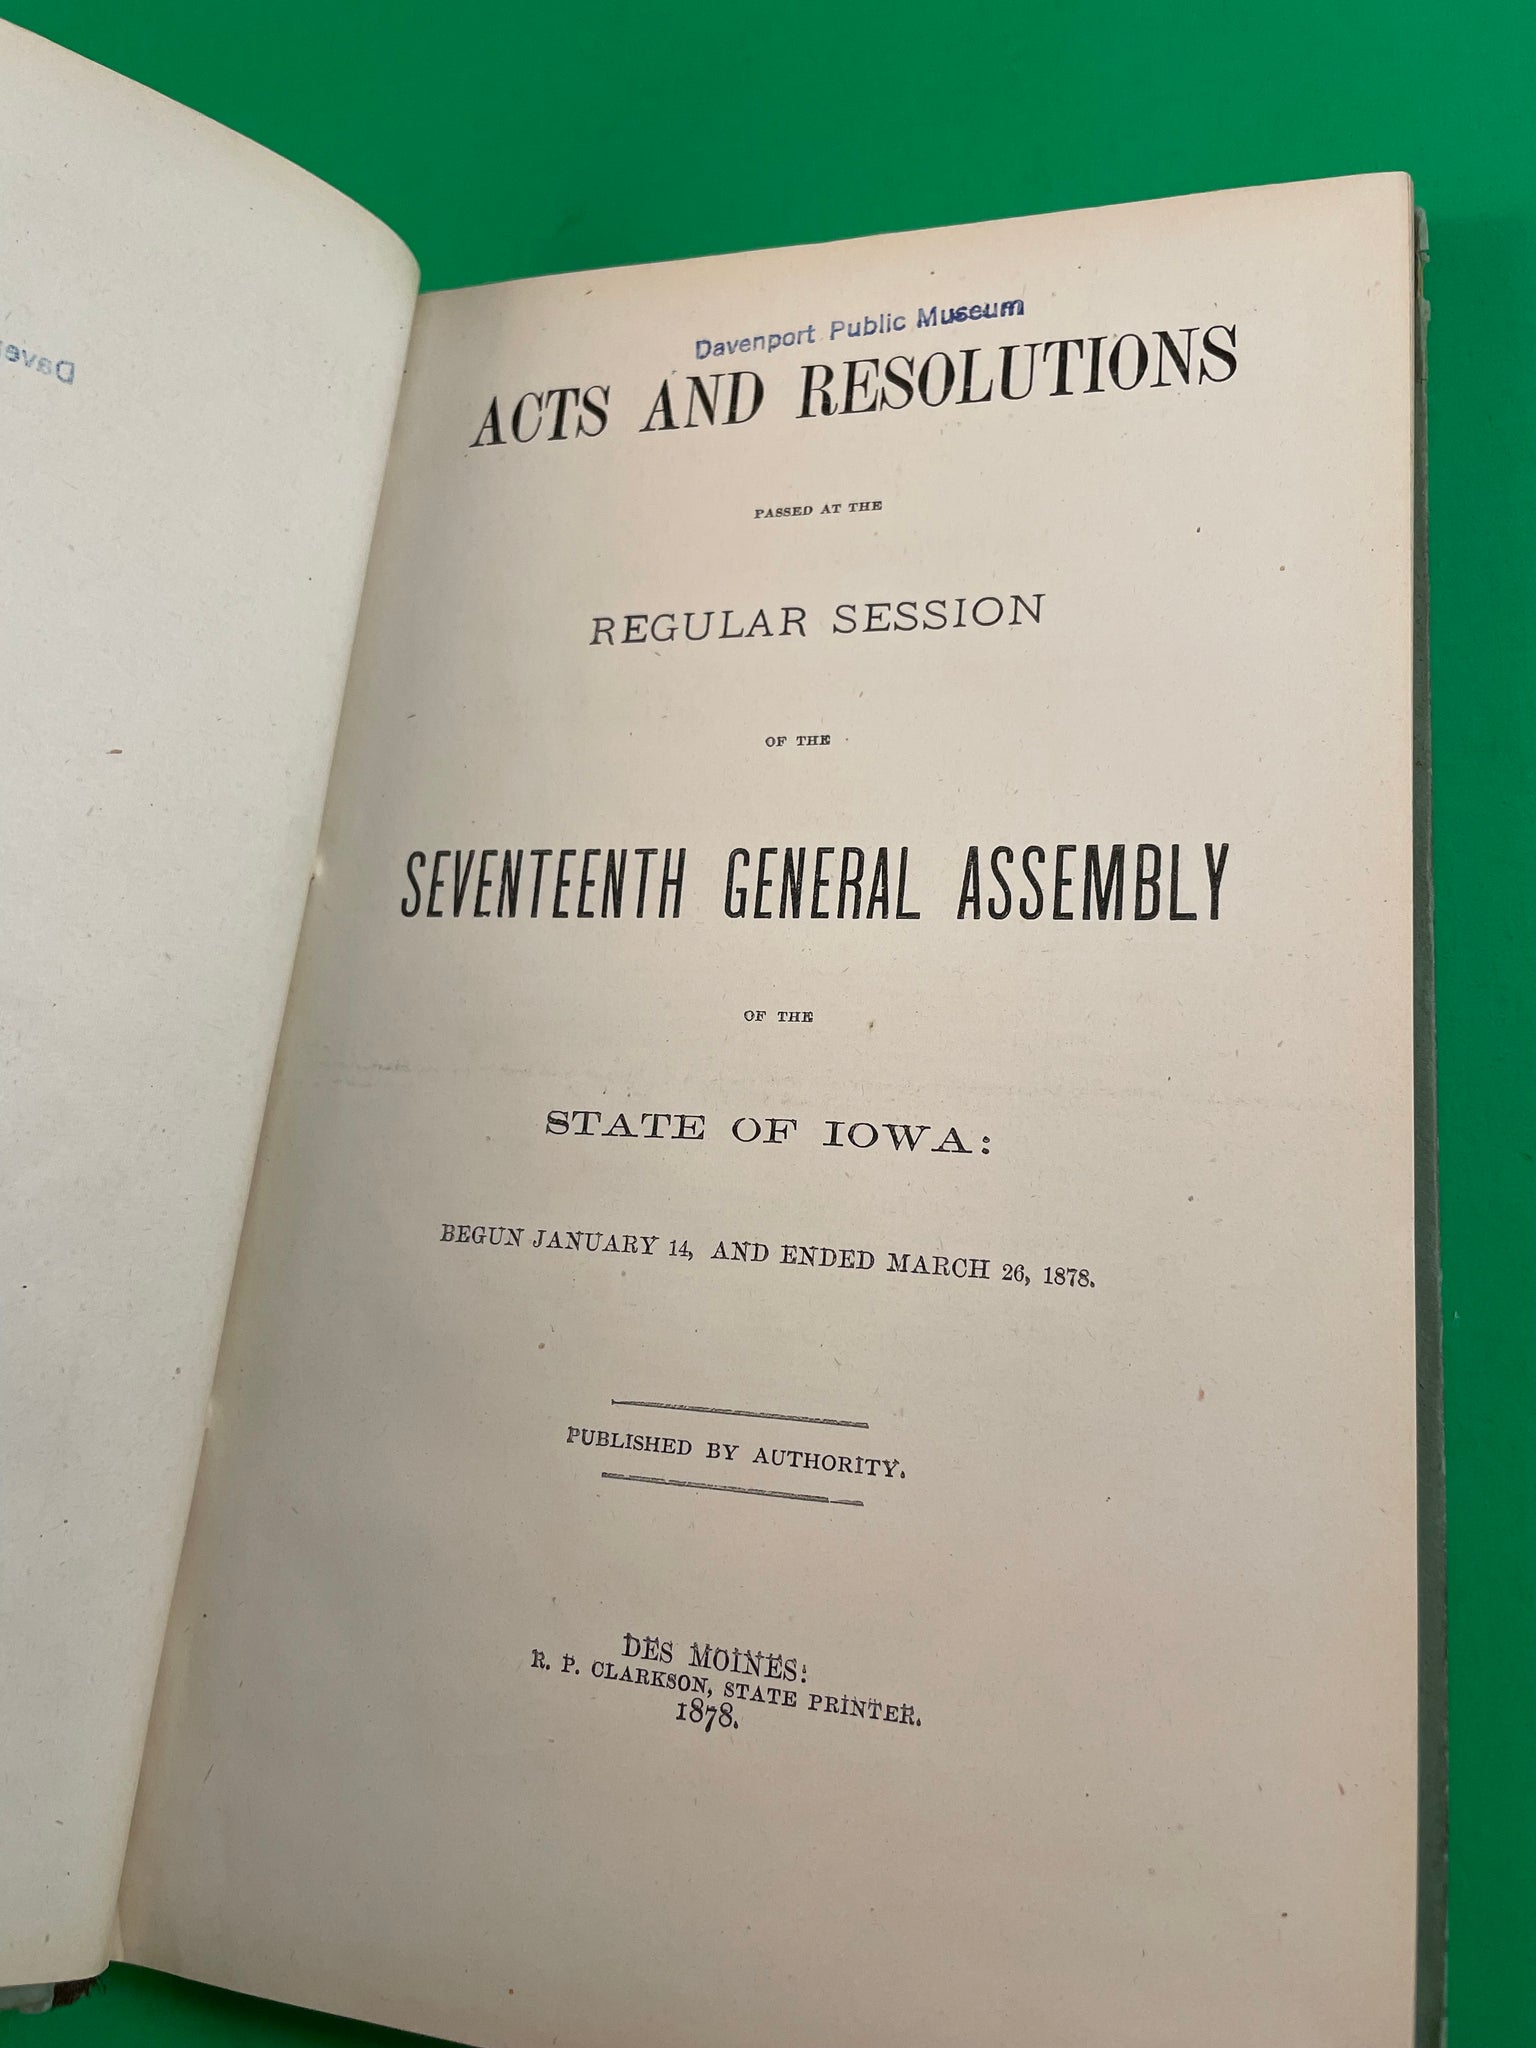 Davenport Public Museum
ACTS AND RESOLUTIONS
PASSED AT THE
REGULAR SESSION
OF THE
SEVENTEENTH GENERAL ASSEMBLY
OF THE
STATE OF IOWA:
BEGUN JANUARY 14, AND ENDED MARCH 26, 1878.
PUBLISHED BY AUTHORITY.
DES MOINES:
R. P. CLARKSON, STATE PRINTER.
1878.